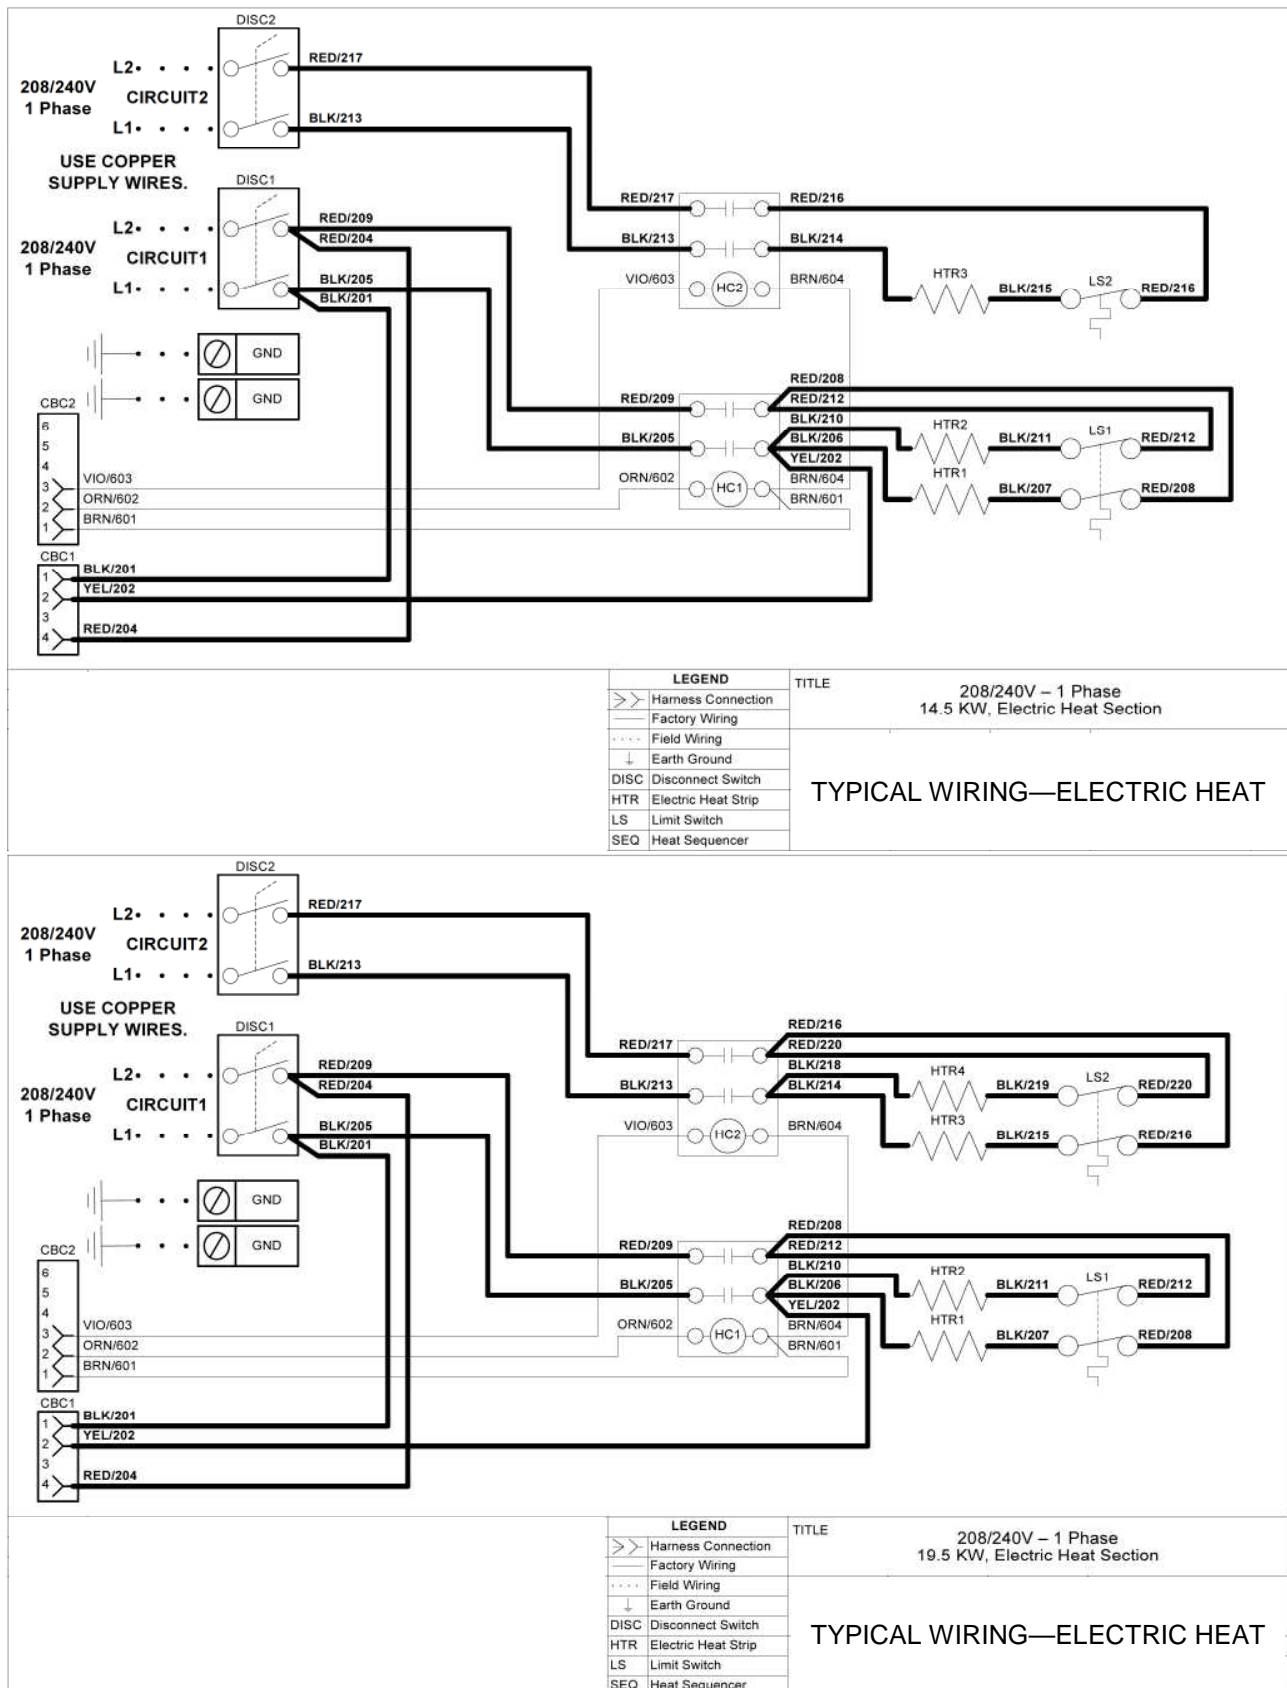 DISC2
L2
RED/217
208/240V
1 Phase
CIRCUIT2
L1
BLK/213
USE COPPER
SUPPLY WIRES.
DISC1
L2
RED/209
RED/204
208/240V
1 Phase
CIRCUIT1
L1
BLK/205
BLK/201
RED/217
RED/216
BLK/213
BLK/214
VIO/603
HC2
BRN/604
HTR3
BLK/215
LS2
RED/216
GND
GND
RED/208
RED/209
RED/212
BLK/210
BLK/205
BLK/206
YEL/202
ORN/602
HC1
BRN/604
BRN/601
HTR2
BLK/211
LS1
RED/212
HTR1
BLK/207
RED/208
CBC2
6
5
4
3
VIO/603
2
ORN/602
1
BRN/601
CBC1
1
BLK/201
2
YEL/202
3
4
RED/204
LEGEND
Harness Connection
Factory Wiring
Field Wiring
Earth Ground
DISC Disconnect Switch
HTR Electric Heat Strip
LS Limit Switch
SEQ Heat Sequencer
TITLE
208/240V – 1 Phase
14.5 KW, Electric Heat Section
TYPICAL WIRING—ELECTRIC HEAT
DISC2
L2
RED/217
208/240V
1 Phase
CIRCUIT2
L1
BLK/213
USE COPPER
SUPPLY WIRES.
DISC1
L2
RED/209
RED/204
208/240V
1 Phase
CIRCUIT1
L1
BLK/205
BLK/201
RED/216
RED/217
RED/220
BLK/218
BLK/213
BLK/214
VIO/603
HC2
BRN/604
HTR4
BLK/219
LS2
RED/220
HTR3
BLK/215
RED/216
GND
GND
RED/208
RED/209
RED/212
BLK/210
BLK/205
BLK/206
YEL/202
ORN/602
HC1
BRN/604
BRN/601
HTR2
BLK/211
LS1
RED/212
HTR1
BLK/207
RED/208
CBC2
6
5
4
3
VIO/603
2
ORN/602
1
BRN/601
CBC1
1
BLK/201
2
YEL/202
3
4
RED/204
LEGEND
Harness Connection
Factory Wiring
Field Wiring
Earth Ground
DISC Disconnect Switch
HTR Electric Heat Strip
LS Limit Switch
SEQ Heat Sequencer
TITLE
208/240V – 1 Phase
19.5 KW, Electric Heat Section
TYPICAL WIRING—ELECTRIC HEAT